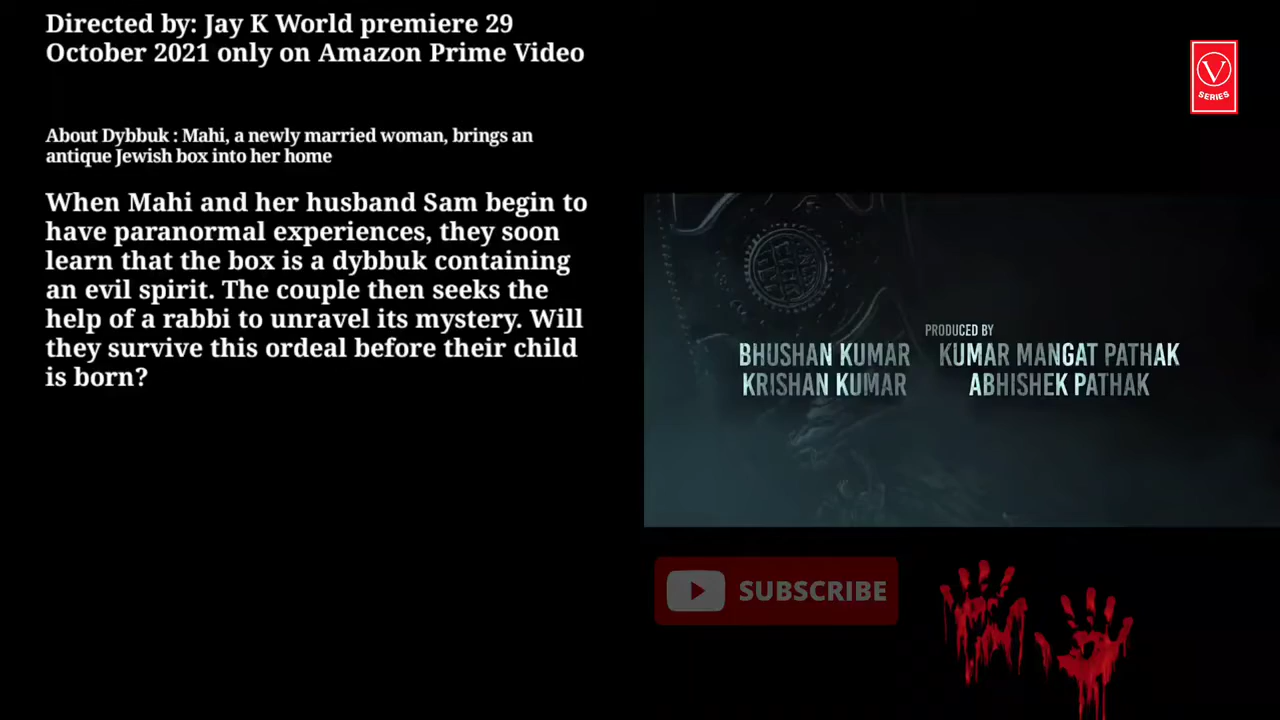 Directed by: Jay K World premiere 29
October 2021 only on Amazon Prime Video
About Dybbuk : Mahi, a newly married woman, brings an
antique Jewish box into her home
When Mahi and her husband Sam begin to
have paranormal experiences, they soon
learn that the box is a dybbuk containing
an evil spirit. The couple then seeks the
help of a rabbi to unravel its mystery. Will
they survive this ordeal before their child
is born?
V
SERIES
PRODUCED BY
BHUSHAN KUMAR KUMAR MANGAT PATHAK
KRISHAN KUMAR ABHISHEK PATHAK
SUBSCRIBE